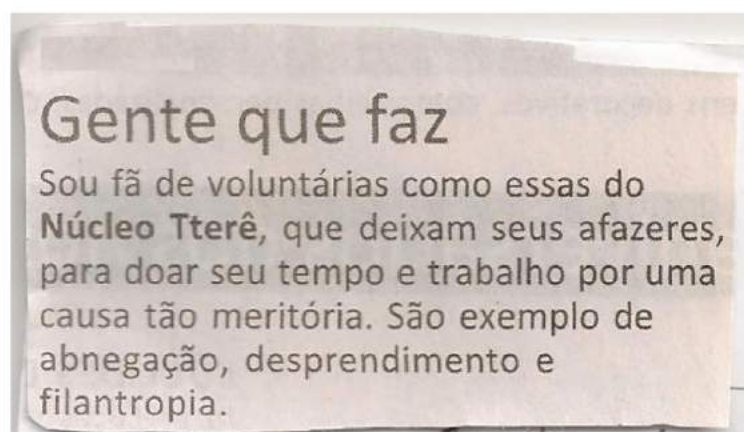 Gente que faz
Sou fã de voluntárias como essas do
Núcleo Tterê, que deixam seus afazeres,
para doar seu tempo e trabalho por uma
causa tão meritória. São exemplo de
abnegação, desprendimento e
filantropia.